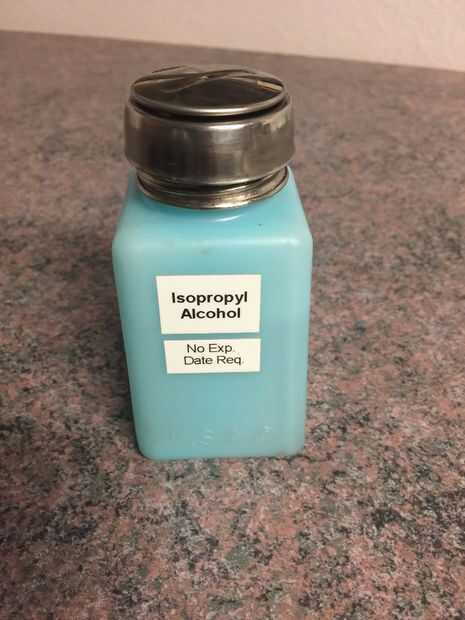 Isopropyl
Alcohol
No Exp.
Date Req.